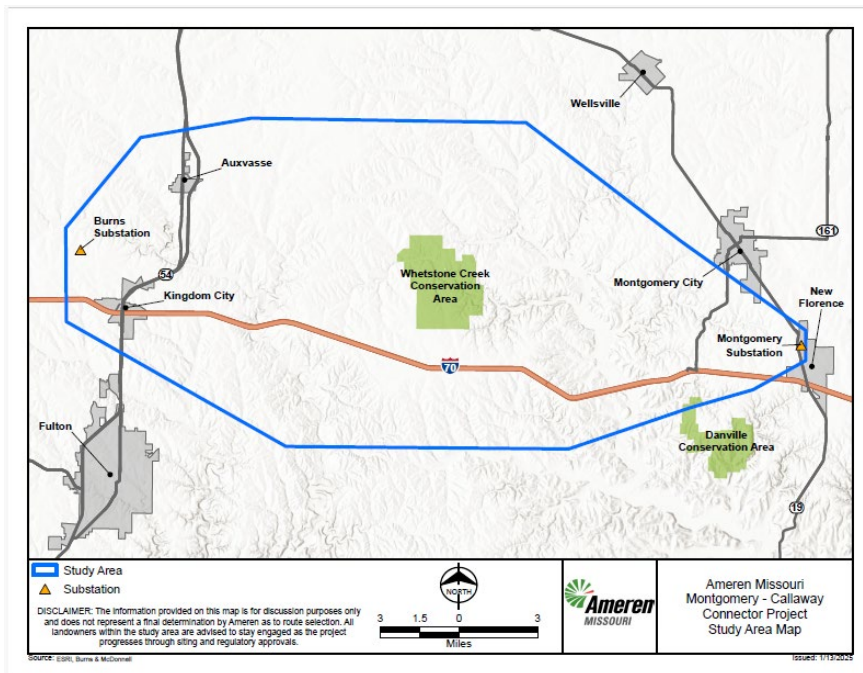 Wellsville
Auxvasse
Burns
Substation
161
Whetstone Creek
Conservation
Area
54
Montgomery City
New
Florence
Kingdom City
Montgomery
Substation
70
Fulton
Danville
Conservation Area
19
Study Area
Substation
DISCLAIMER: The information provided on this map is for discussion purposes only
and does not represent a final determination by Ameren as to route selection. All
landowners within the study area are advised to stay engaged as the project
progresses through siting and regulatory approvals.
NORTH
3 1.5 0 3
Miles
Ameren
MISSOURI
Ameren Missouri
Montgomery - Callaway
Connector Project
Study Area Map
Source: ESRI, Burns & McDonnell
Issued: 1/13/2025